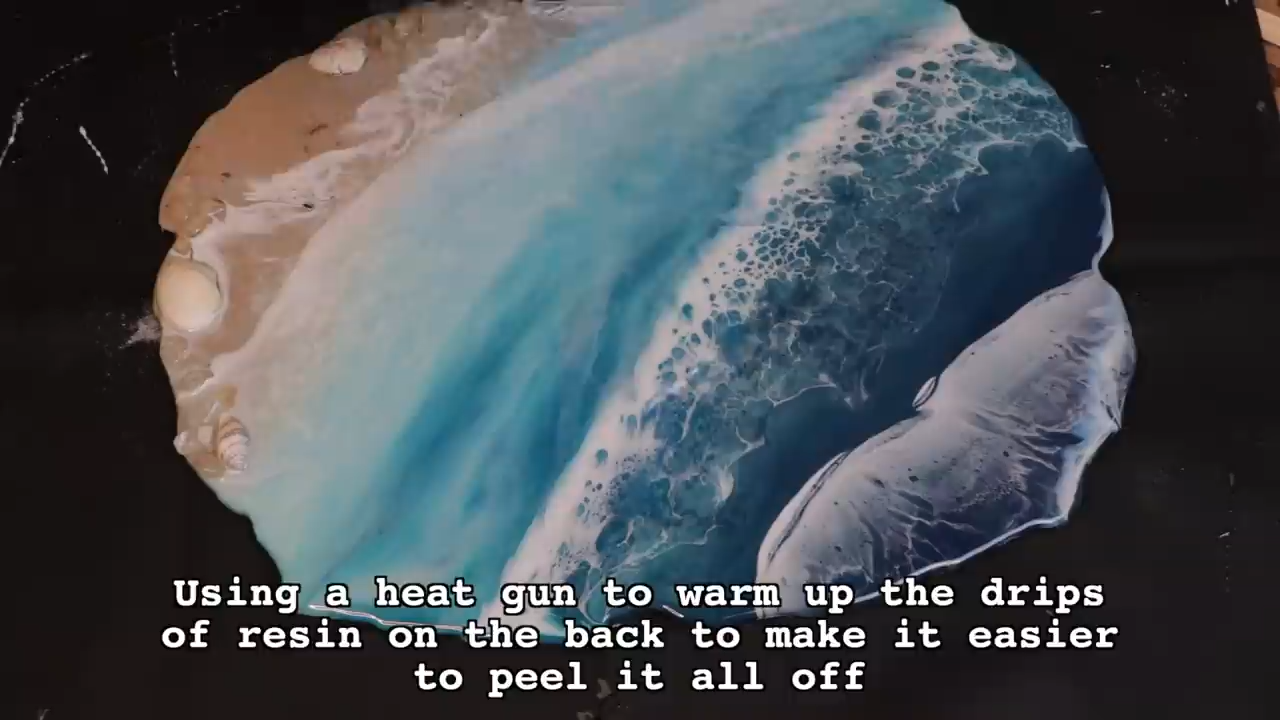 Using a heat gun to warm up the drips
of resin on the back to make it easier
to peel it all off